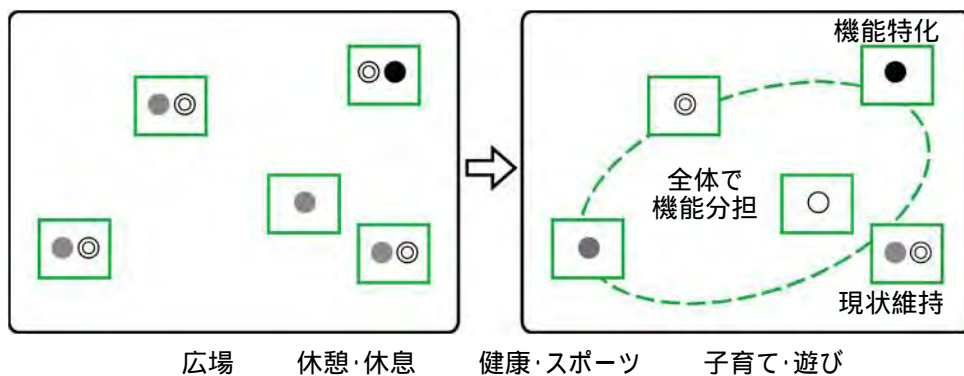 機能特化
全体で
機能分担
現状維持
広場 休憩･休息 健康･スポーツ 子育て･遊び